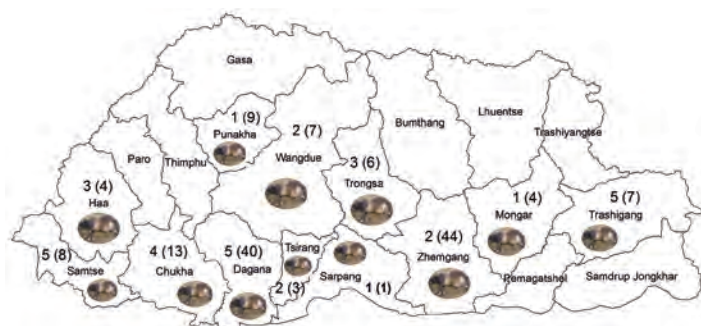 Gasa
1 (9)
Punakha
2 (7)
Wangdue
Bumthang
Lhuentse
Trashiyangtse
Paro
Thimphu
3 (6)
Trongsa
3 (4)
Haa
1 (4)
Mongar
5 (7)
Trashigang
5 (8)
Samtse
4 (13)
Chukha
5 (40)
Dagana
Tsirang
2 (3)
Sarpang
1 (1)
2 (44)
Zhemgang
Pemagatshel
Samdrup Jongkhar